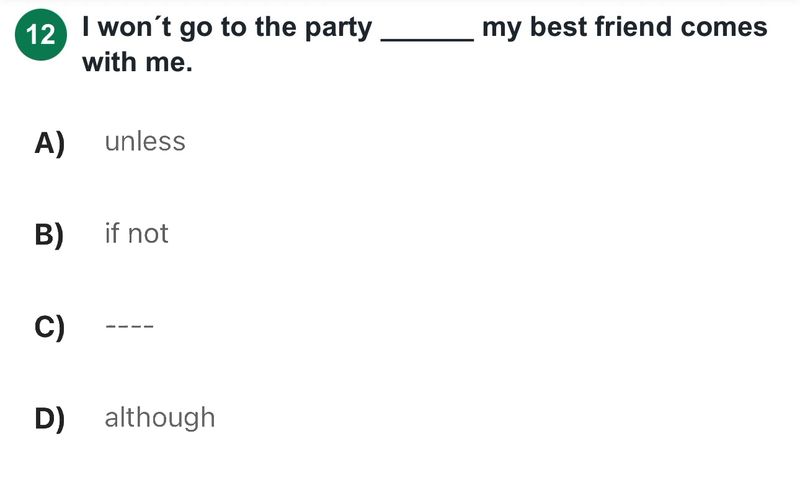 12 I won´t go to the party ______ my best friend comes
with me.
A) unless
B) if not
C) ----
D) although